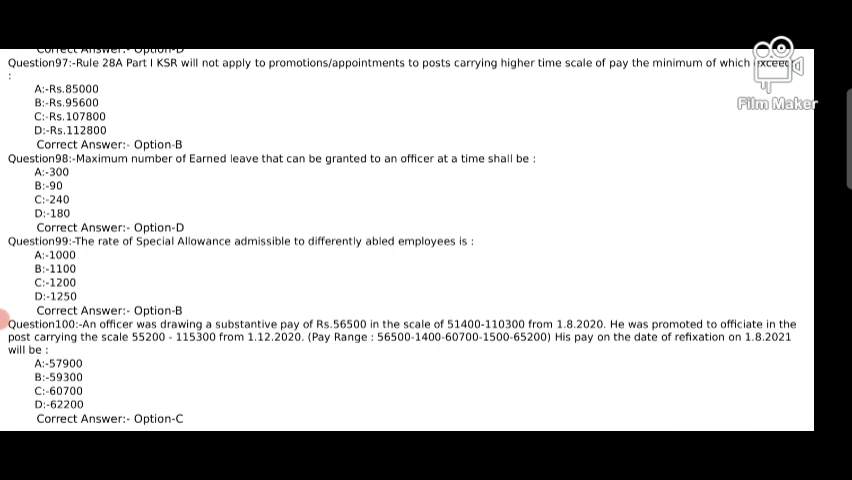 Correct Answer:- Option-D
Question97:-Rule 28A Part I KSR will not apply to promotions/appointments to posts carrying higher time scale of pay the minimum of which exceeds
:
A:-Rs.85000
B:-Rs.95600
C:-Rs.107800
D:-Rs.112800
Correct Answer:- Option-B
Question98:-Maximum number of Earned leave that can be granted to an officer at a time shall be :
A:-300
B:-90
C:-240
D:-180
Correct Answer:- Option-D
Question99:-The rate of Special Allowance admissible to differently abled employees is :
A:-1000
B:-1100
C:-1200
D:-1250
Correct Answer:- Option-B
Question100:-An officer was drawing a substantive pay of Rs.56500 in the scale of 51400-110300 from 1.8.2020. He was promoted to officiate in the
post carrying the scale 55200 - 115300 from 1.12.2020. (Pay Range : 56500-1400-60700-1500-65200) His pay on the date of refixation on 1.8.2021
will be :
A:-57900
B:-59300
C:-60700
D:-62200
Correct Answer:- Option-C
Film Maker